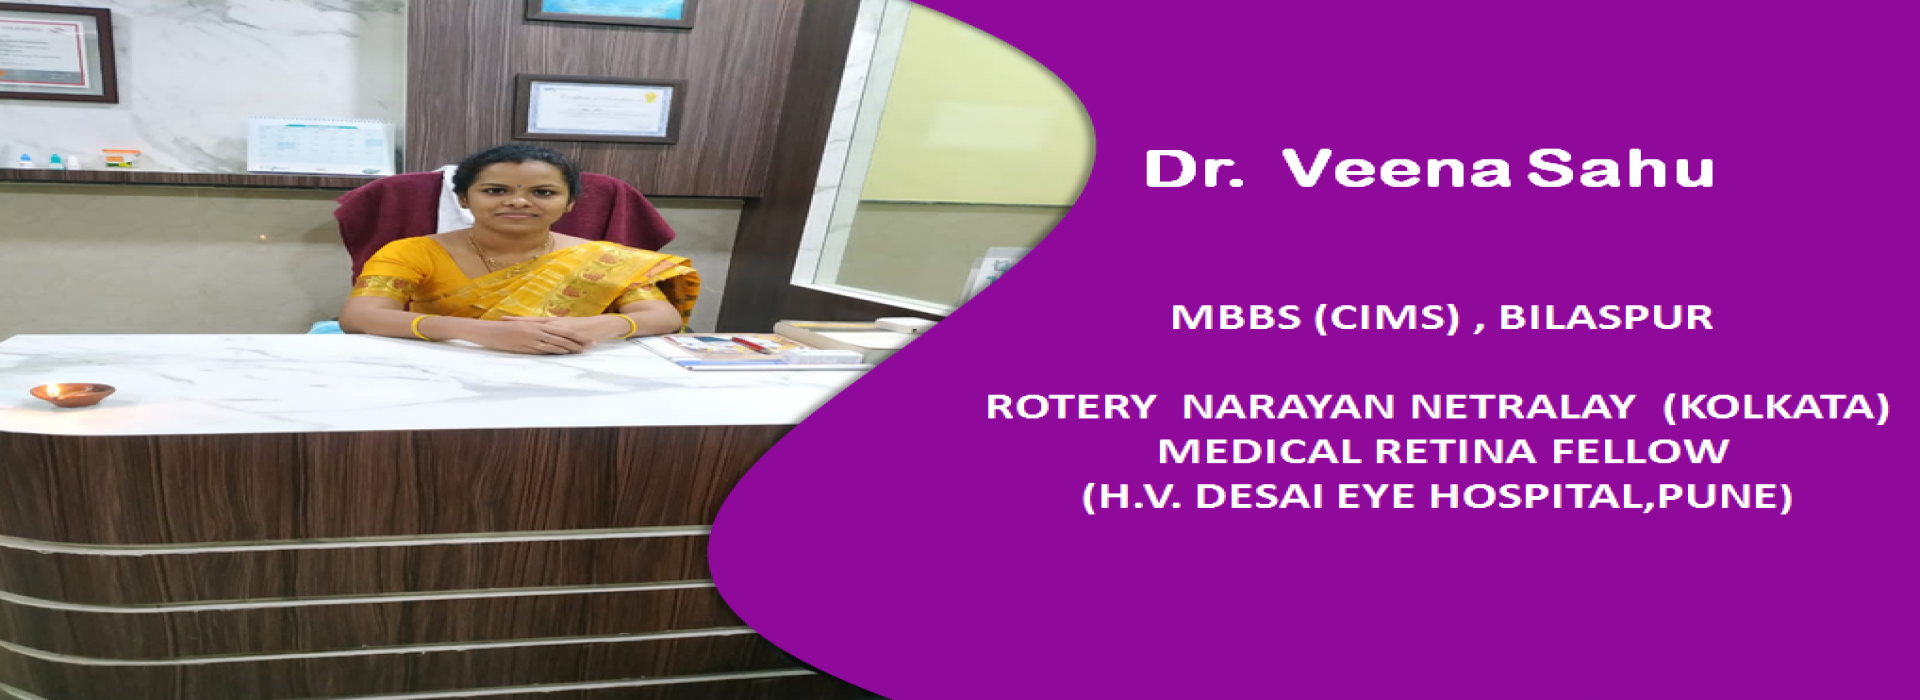 Dr. Veena Sahu
MBBS (CIMS) , BILASPUR
ROTERY NARAYAN NETRALAY (KOLKATA)
MEDICAL RETINA FELLOW
(H.V. DESAI EYE HOSPITAL,PUNE)